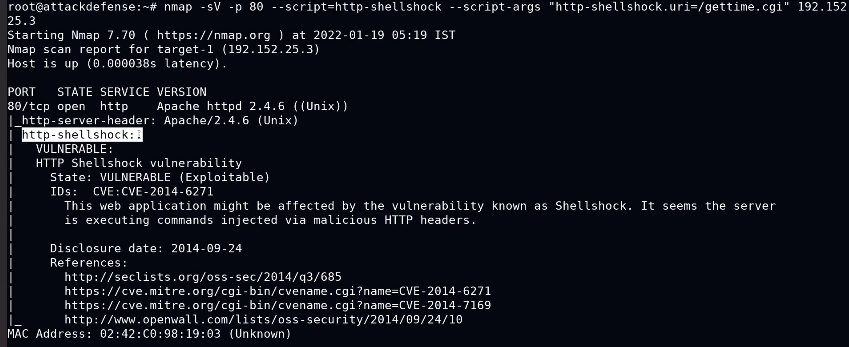 root@attackdefense:~# nmap -sV -p 80 --script=http-shellshock --script-args "http-shellshock.uri=/gettime.cgi" 192.152
25.3
Starting Nmap 7.70 ( https://nmap.org ) at 2022-01-19 05:19 IST
Nmap scan report for target-1 (192.152.25.3)
Host is up (0.000038s latency).

PORT   STATE SERVICE VERSION
80/tcp open  http    Apache httpd 2.4.6 ((Unix))
|_http-server-header: Apache/2.4.6 (Unix)
| http-shellshock:
|   VULNERABLE:
|   HTTP Shellshock vulnerability
|     State: VULNERABLE (Exploitable)
|     IDs:  CVE:CVE-2014-6271
|       This web application might be affected by the vulnerability known as Shellshock. It seems the server
|       is executing commands injected via malicious HTTP headers.
|
|     Disclosure date: 2014-09-24
|     References:
|       http://seclists.org/oss-sec/2014/q3/685
|       https://cve.mitre.org/cgi-bin/cvename.cgi?name=CVE-2014-6271
|       https://cve.mitre.org/cgi-bin/cvename.cgi?name=CVE-2014-7169
|_      http://www.openwall.com/lists/oss-security/2014/09/24/10
MAC Address: 02:42:C0:98:19:03 (Unknown)